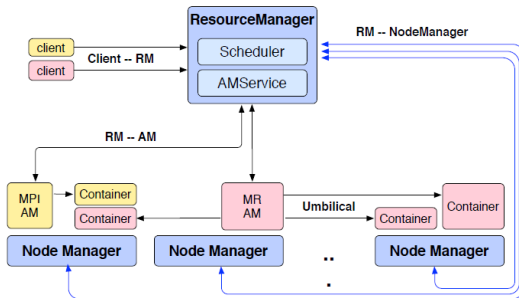 ResourceManager
RM -- NodeManager
client
Scheduler
Client -- RM
client
AMService
RM -- AM
MPI
AM
Container
Container
MR
AM
Umbilical
Container
Container
Node Manager
Node Manager
..
.
Node Manager